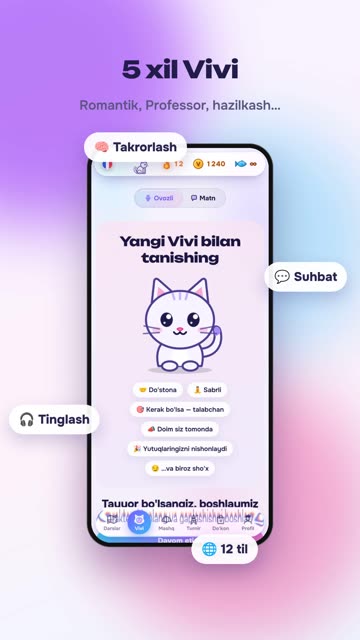 5 xil Vivi
Romantik, Professor, hazilkash...
Takrorlash
12
1240
∞
Ovozli
Matn
Yangi Vivi bilan
tanishing
Suhbat
Do'stona
Sabrli
Kerak bo'lsa — talabchan
Tinglash
Doim siz tomonda
Yutuqlaringizni nishonlaydi
...va biroz sho'x
Tayyor bo'lsangiz, boshlaymiz
Darslar
Vivi
Mashq
Turnir
Do'kon
Profil
12 til